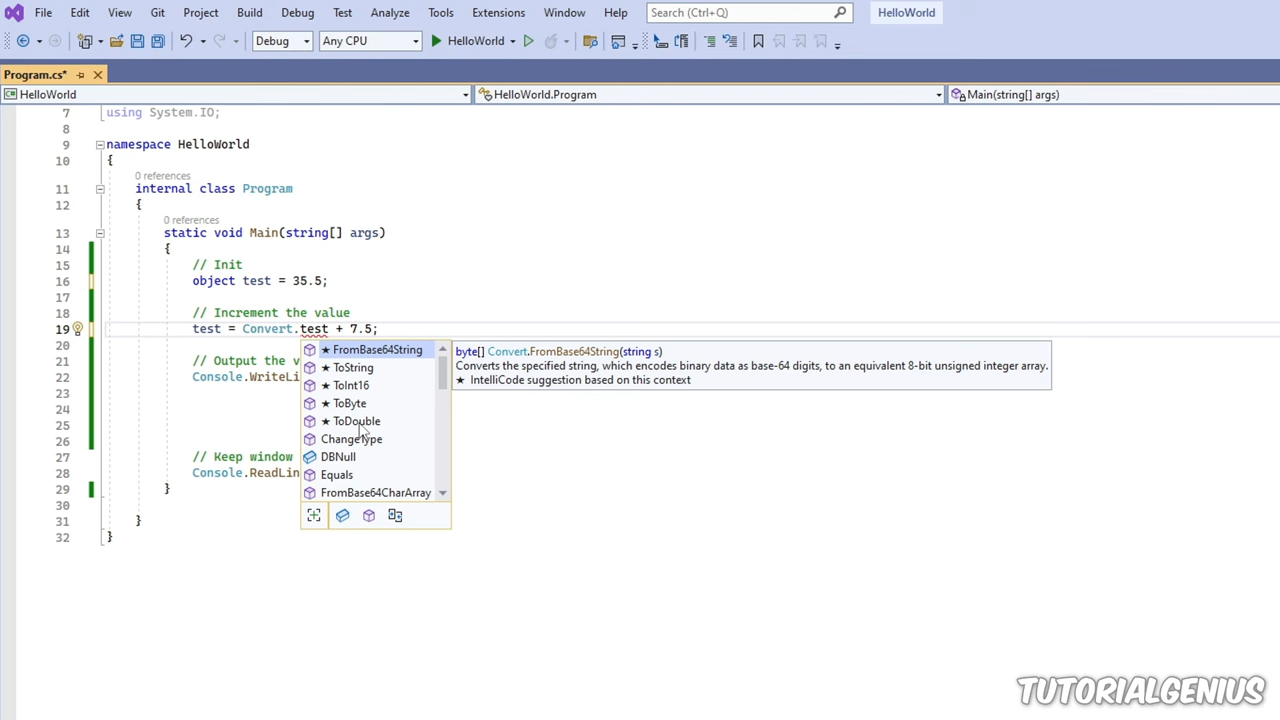 File Edit View Git Project Build Debug Test Analyze Tools Extensions Window Help Search (Ctrl+Q) HelloWorld
Debug Any CPU HelloWorld
Program.cs*
HelloWorld HelloWorld.Program Main(string[] args)
7 using System.IO;
8
9 namespace HelloWorld
10 {
0 references
11 internal class Program
12 {
0 references
13 static void Main(string[] args)
14 {
15 // Init
16 object test = 35.5;
17
18 // Increment the value
19 test = Convert.test + 7.5;
20
21 // Output the v
22 Console.WriteLi
23
24
25
26
27 // Keep window
28 Console.ReadLin
29 }
30
31 }
32 }
★ FromBase64String
★ ToString
★ ToInt16
★ ToByte
★ ToDouble
ChangeType
DBNull
Equals
FromBase64CharArray
byte[] Convert.FromBase64String(string s)
Converts the specified string, which encodes binary data as base-64 digits, to an equivalent 8-bit unsigned integer array.
★ IntelliCode suggestion based on this context
TUTORIALGENIUS